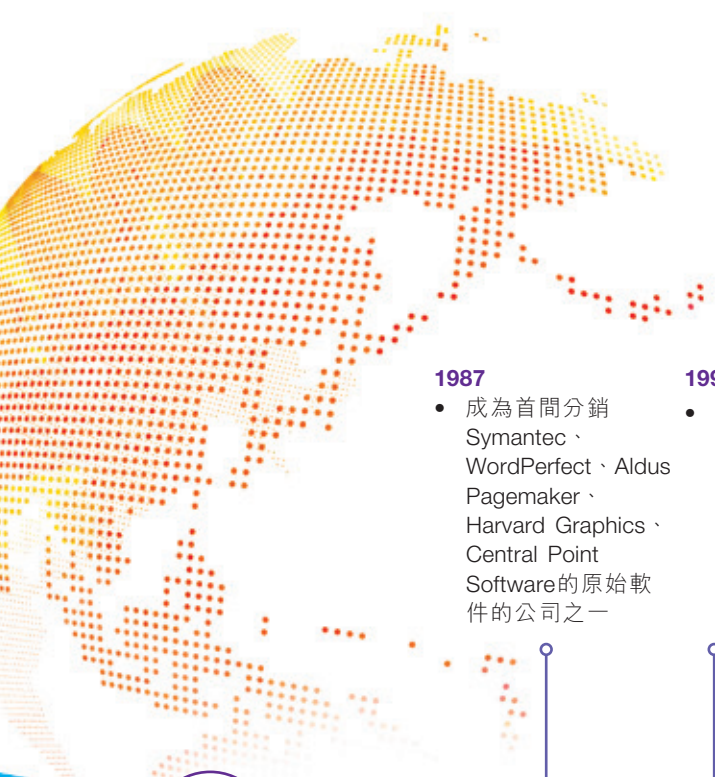 1987
• 成為首間分銷
Symantec、
WordPerfect、Aldus
Pagemaker、
Harvard Graphics、
Central Point
Software的原始軟
件的公司之一
199
•